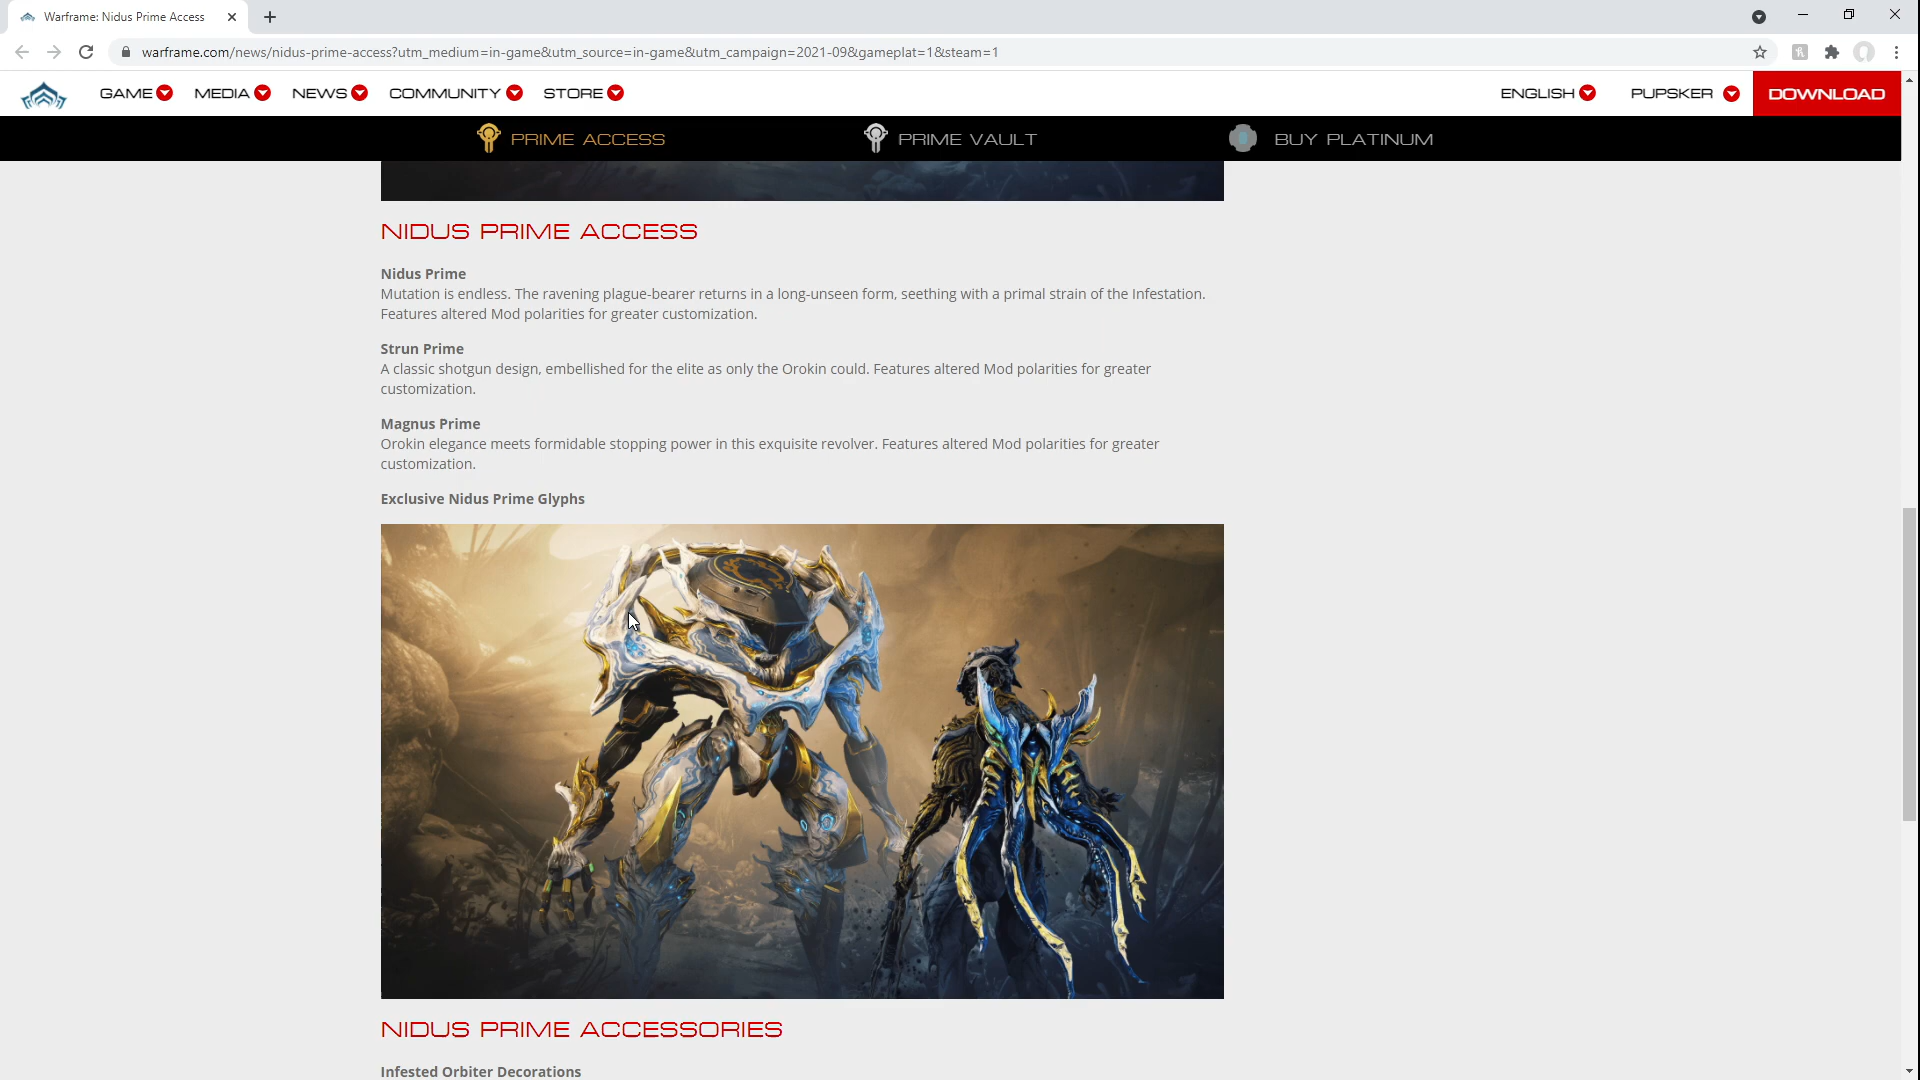 Warframe: Nidus Prime Access
warframe.com/news/nidus-prime-access?utm_medium=in-game&utm_source=in-game&utm_campaign=2021-09&gameplat=1&steam=1
GAME MEDIA NEWS COMMUNITY STORE ENGLISH PUPSKER DOWNLOAD
PRIME ACCESS PRIME VAULT BUY PLATINUM
NIDUS PRIME ACCESS
Nidus Prime
Mutation is endless. The ravening plague-bearer returns in a long-unseen form, seething with a primal strain of the Infestation.
Features altered Mod polarities for greater customization.
Strun Prime
A classic shotgun design, embellished for the elite as only the Orokin could. Features altered Mod polarities for greater
customization.
Magnus Prime
Orokin elegance meets formidable stopping power in this exquisite revolver. Features altered Mod polarities for greater
customization.
Exclusive Nidus Prime Glyphs
NIDUS PRIME ACCESSORIES
Infested Orbiter Decorations